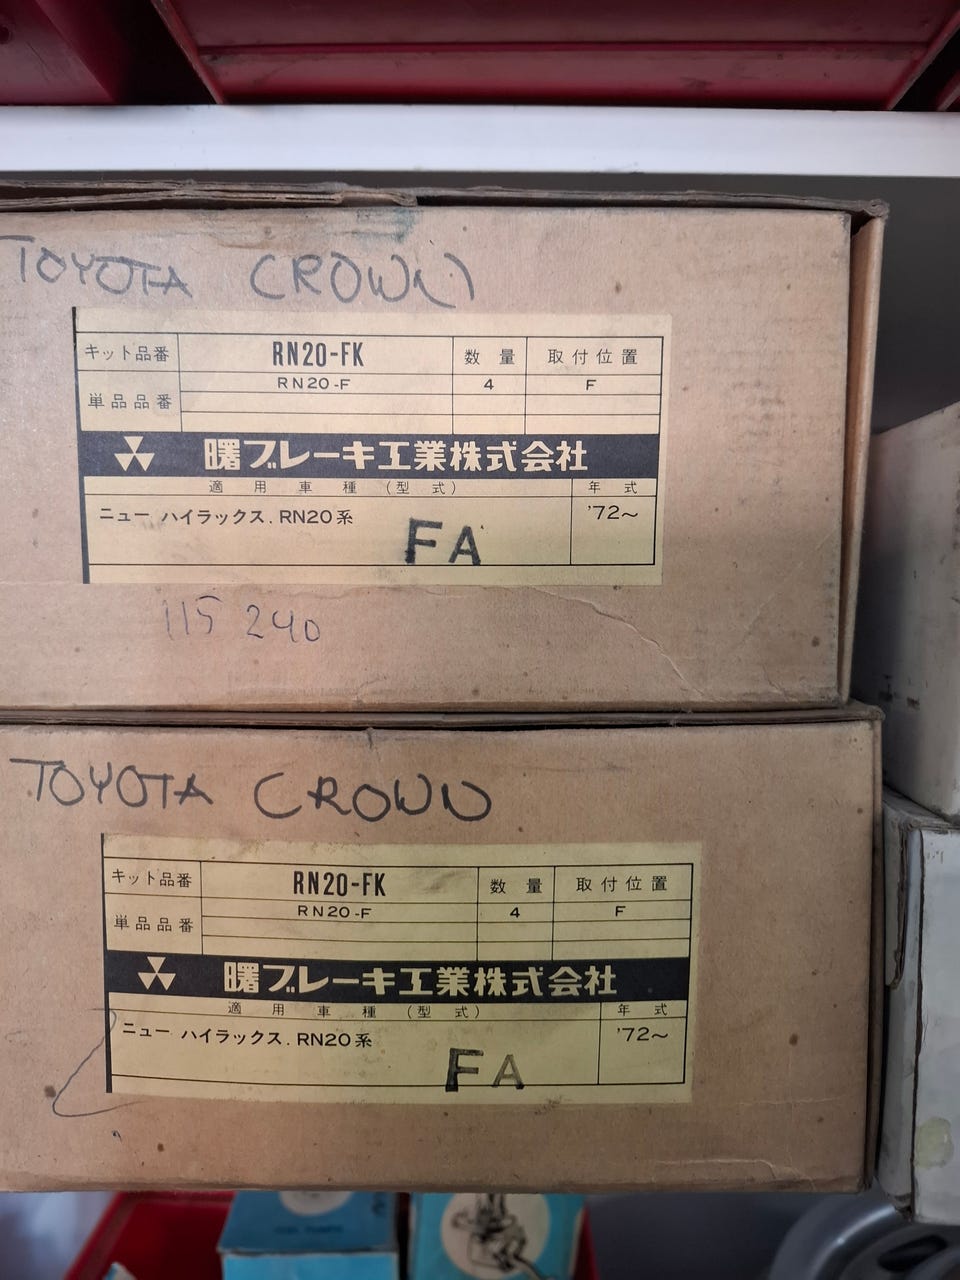 TOYOTA CROWN
キット品番 RN20-FK 数量 取付位置
単品品番 RN20-F 4 F
曙ブレーキ工業株式会社
適用車種(型式) 年式
ニューハイラックス.RN20系 '72~
FA
115 240
TOYOTA CROWN
キット品番 RN20-FK 数量 取付位置
単品品番 RN20-F 4 F
曙ブレーキ工業株式会社
適用車種(型式) 年式
ニューハイラックス.RN20系 '72~
FA